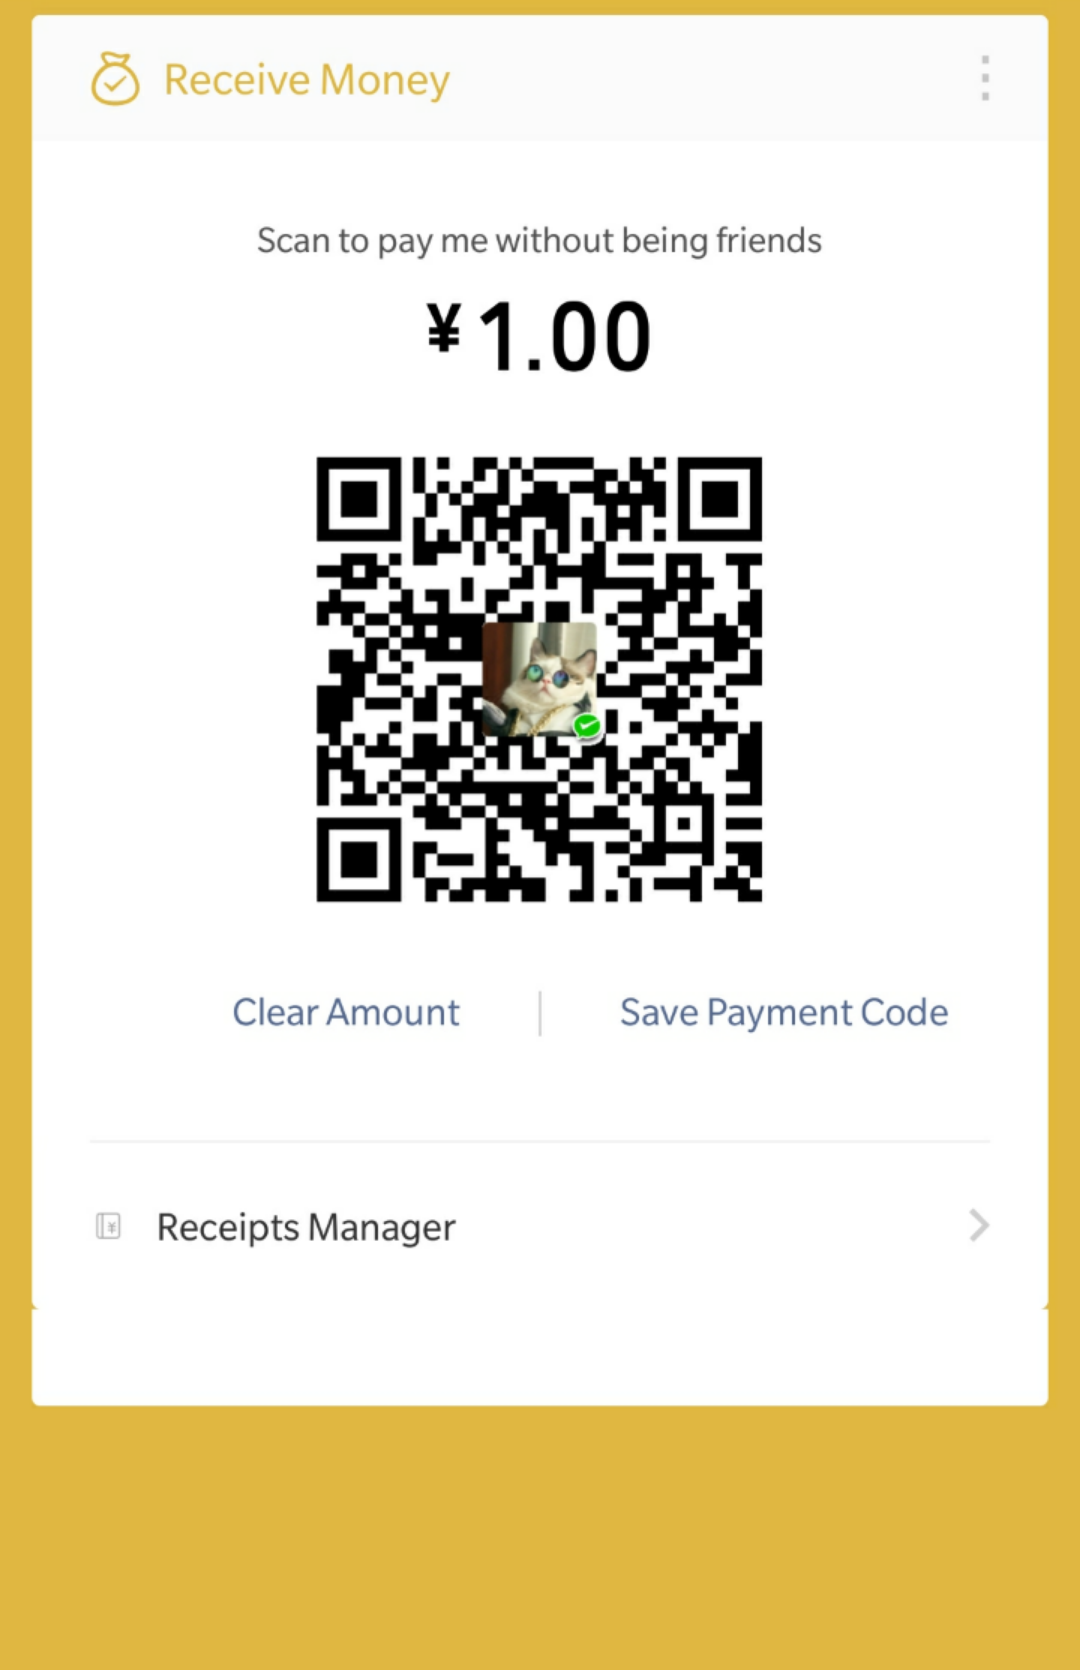 Receive Money
Scan to pay me without being friends
¥1.00
Clear Amount | Save Payment Code
Receipts Manager